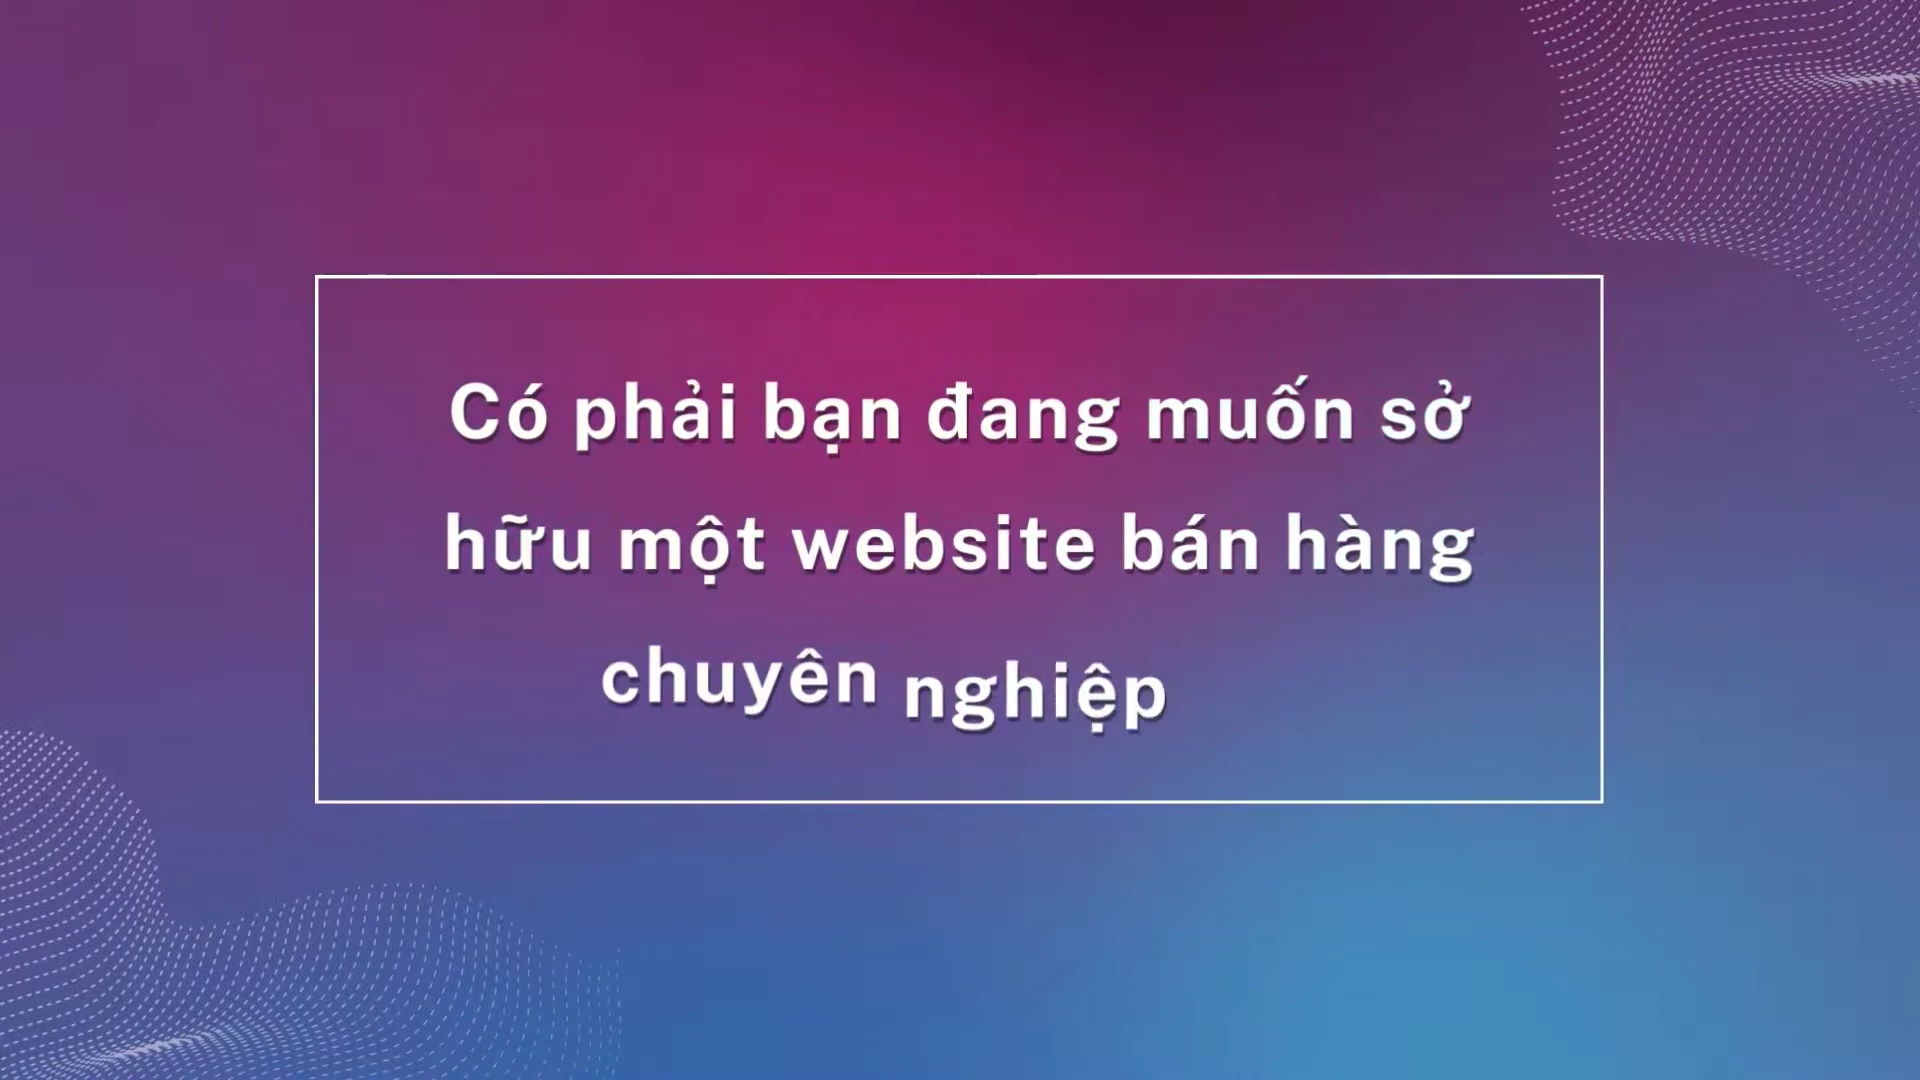 Có phải bạn đang muốn sở
hữu một website bán hàng
chuyên nghiệp